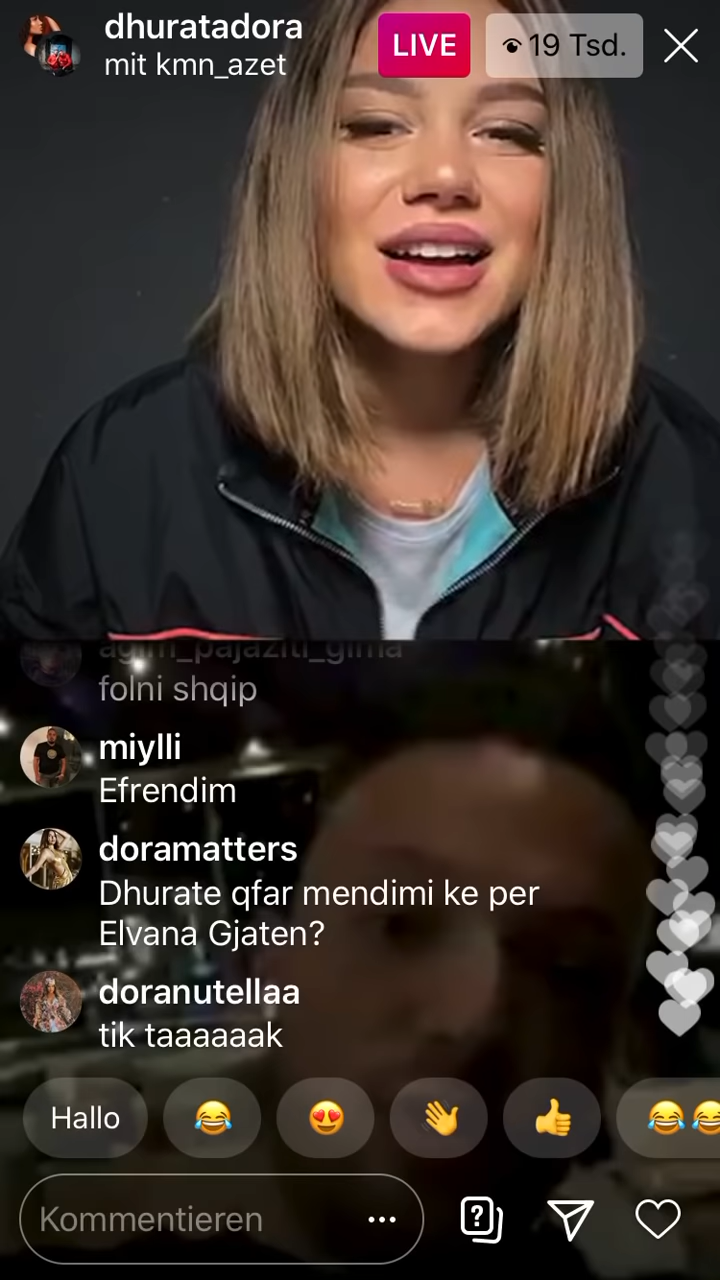 dhuratadora
mit kmn_azet
LIVE
19 Tsd.
agim_pajaziti_gima
folni shqip
miylli
Efrendim
doramatters
Dhurate qfar mendimi ke per
Elvana Gjaten?
doranutellaa
tik taaaaaak
Hallo
Kommentieren